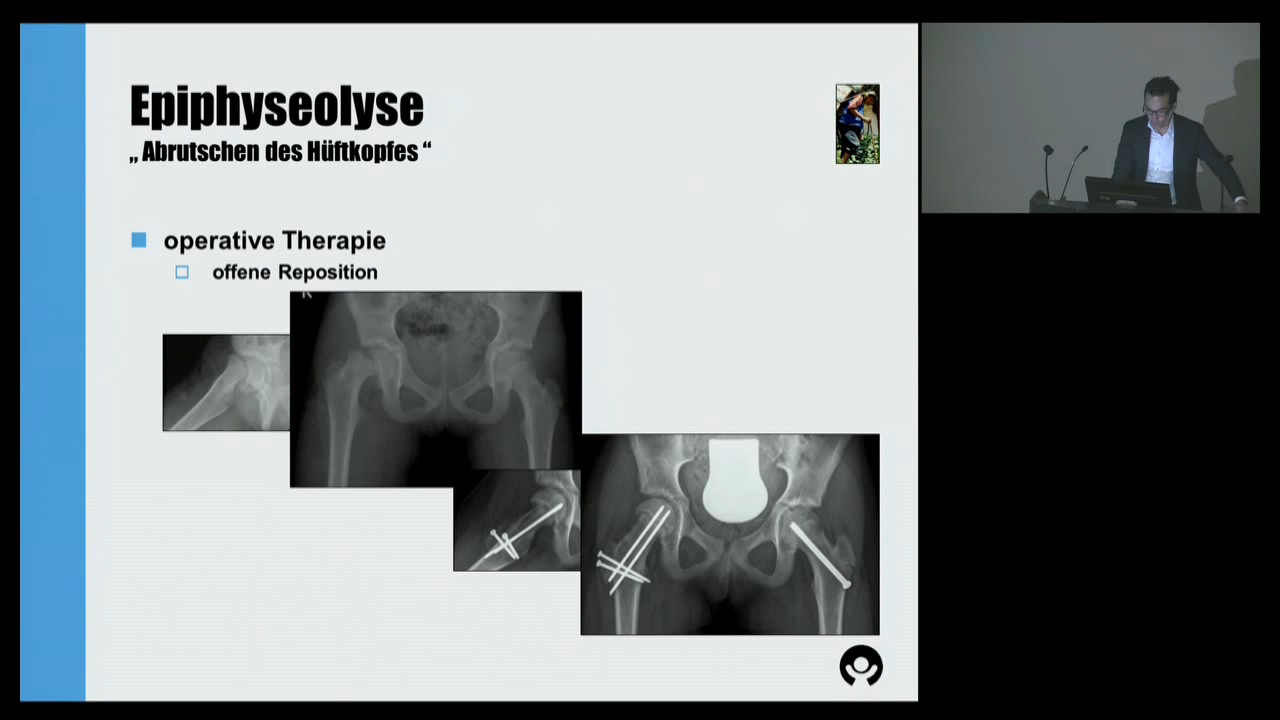 Epiphyseolyse
„ Abrutschen des Hüftkopfes “
operative Therapie
offene Reposition